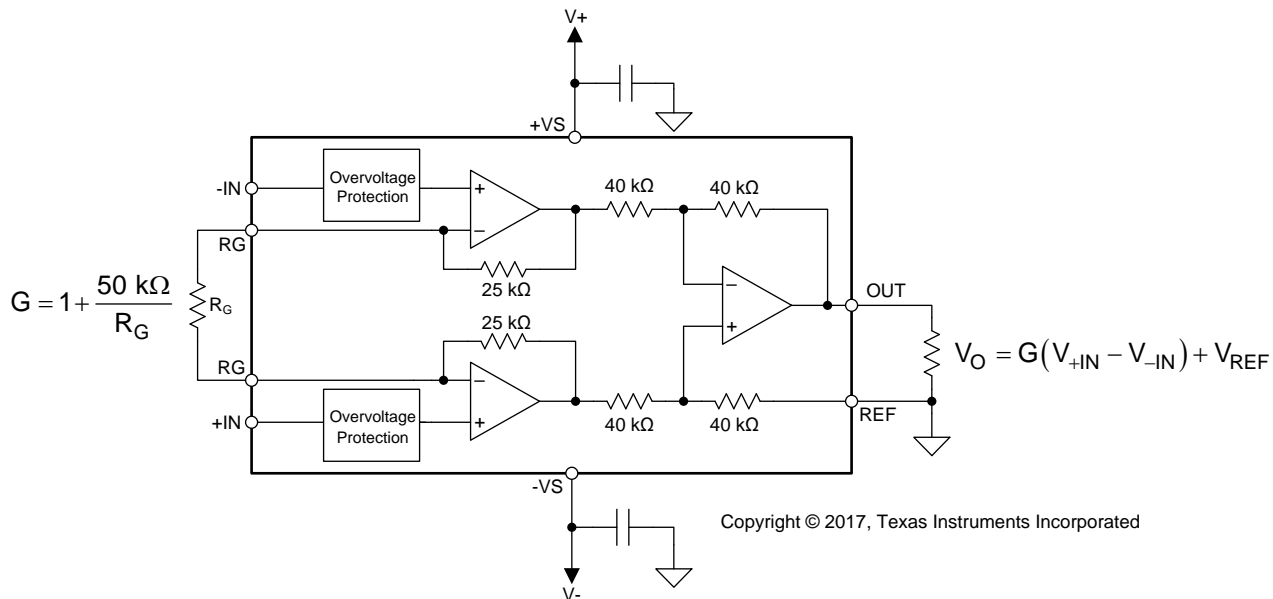 V+
+VS
-IN
Overvoltage
Protection
+
−
40 kΩ
40 kΩ
RG
25 kΩ
G = 1 + 50 kΩ / R_G
R_G
−
+
OUT
25 kΩ
V_O = G(V_+IN − V_−IN) + V_REF
RG
−
+IN
Overvoltage
Protection
+
40 kΩ
40 kΩ
REF
-VS
Copyright © 2017, Texas Instruments Incorporated
V-